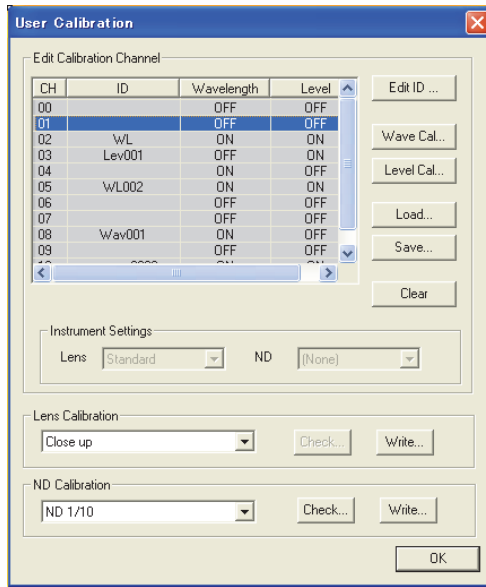 User Calibration
Edit Calibration Channel
CH ID Wavelength Level
00 OFF OFF
01 OFF OFF
02 WL ON ON
03 Lev001 ON ON
04 ON OFF
05 WL002 ON ON
06 OFF OFF
07 OFF OFF
08 Wav001 ON ON
09 OFF OFF
Edit ID ...
Wave Cal...
Level Cal...
Load...
Save...
Clear
Instrument Settings
Lens Standard ND (None)
Lens Calibration
Close up Check... Write...
ND Calibration
ND 1/10 Check... Write...
OK